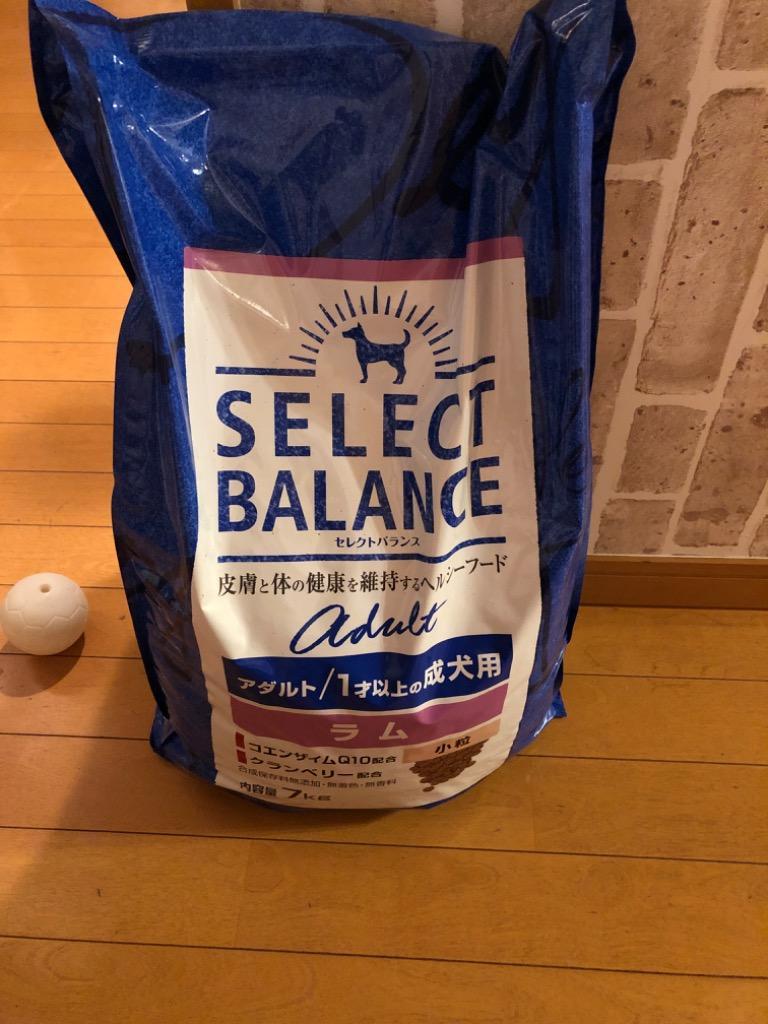 SELECT
BALANCE
セレクトバランス
皮膚と体の健康を維持するヘルシーフード
adult
アダルト/1才以上の成犬用
ラム
コエンザイムQ10配合
小粒
クランベリー配合
合成保存料無添加・無着色・無香料
内容量7kg